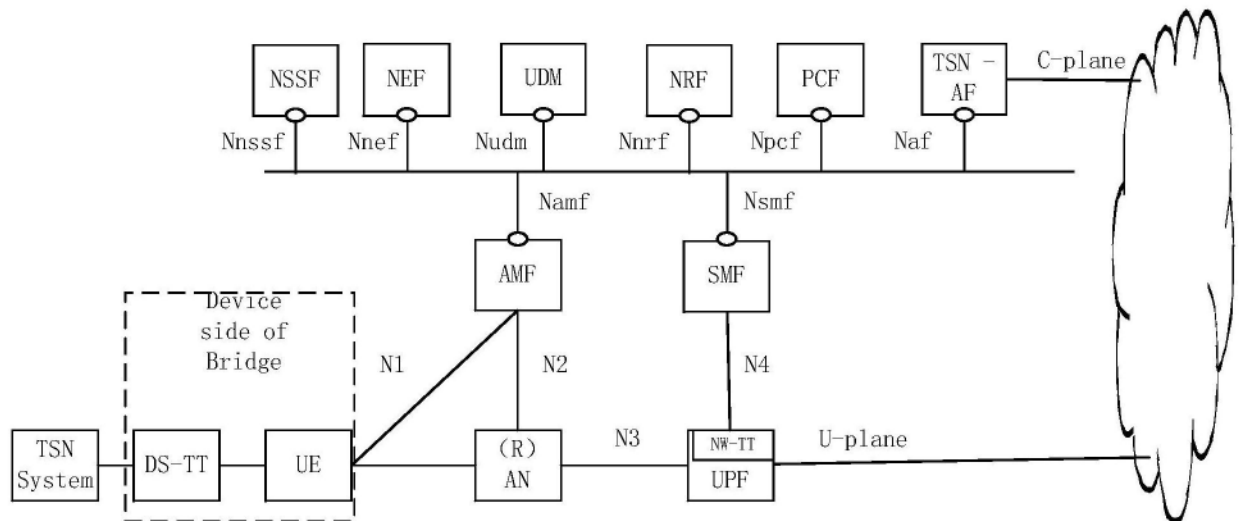 NSSF
NEF
UDM
NRF
PCF
TSN -
AF
C-plane
Nnssf
Nnef
Nudm
Nnrf
Npcf
Naf
Namf
Nsmf
AMF
SMF
Device
side of
Bridge
N1
N2
N4
TSN
System
DS-TT
UE
(R)
AN
N3
NW-TT
UPF
U-plane